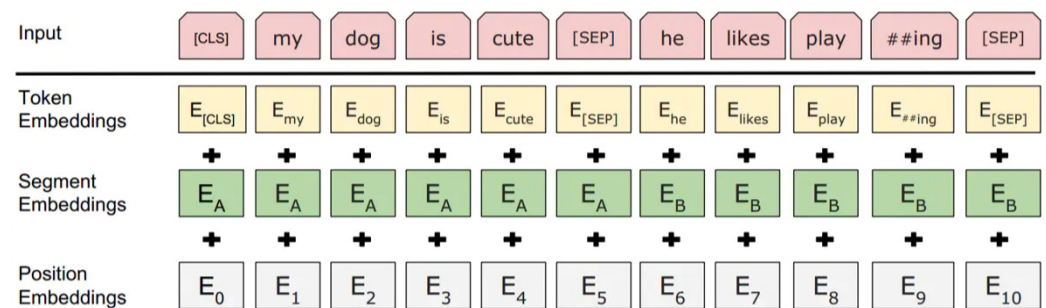 Input [CLS] my dog is cute [SEP] he likes play ##ing [SEP]
Token
Embeddings E[CLS] Emy Edog Eis Ecute E[SEP] Ehe Elikes Eplay E##ing E[SEP]
+ + + + + + + + + + +
Segment
Embeddings EA EA EA EA EA EA EB EB EB EB EB
+ + + + + + + + + + +
Position
Embeddings E0 E1 E2 E3 E4 E5 E6 E7 E8 E9 E10